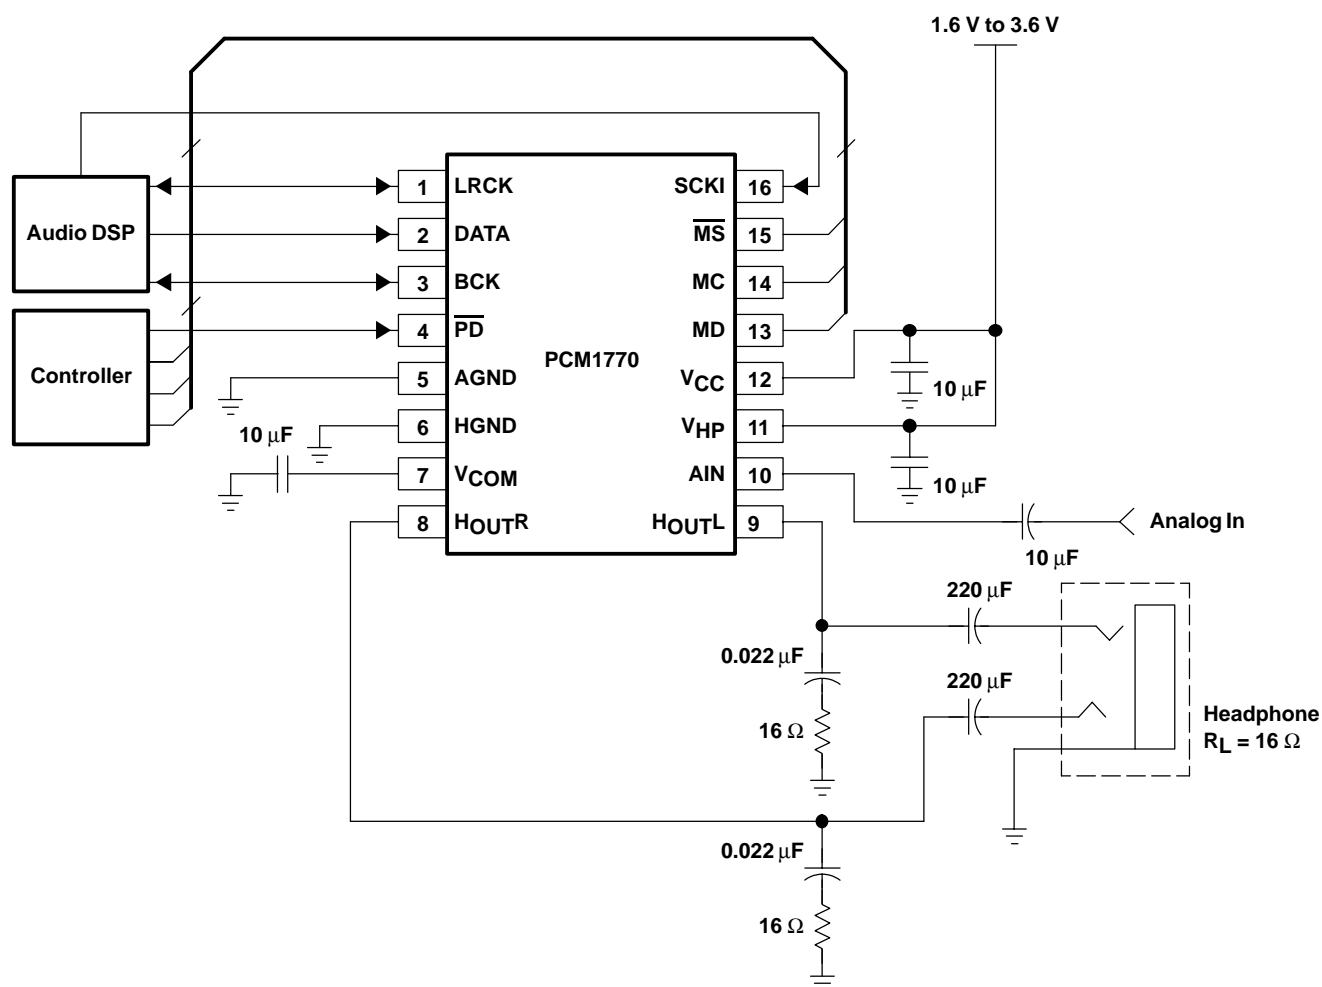 1.6 V to 3.6 V
Audio DSP
Controller
PCM1770
1 LRCK
2 DATA
3 BCK
4 PD
5 AGND
6 HGND
7 VCOM
8 HOUTR
SCKI 16
MS 15
MC 14
MD 13
VCC 12
VHP 11
AIN 10
HOUTL 9
10 μF
10 μF
10 μF
Analog In
10 μF
220 μF
0.022 μF
220 μF
16 Ω
Headphone
RL = 16 Ω
0.022 μF
16 Ω